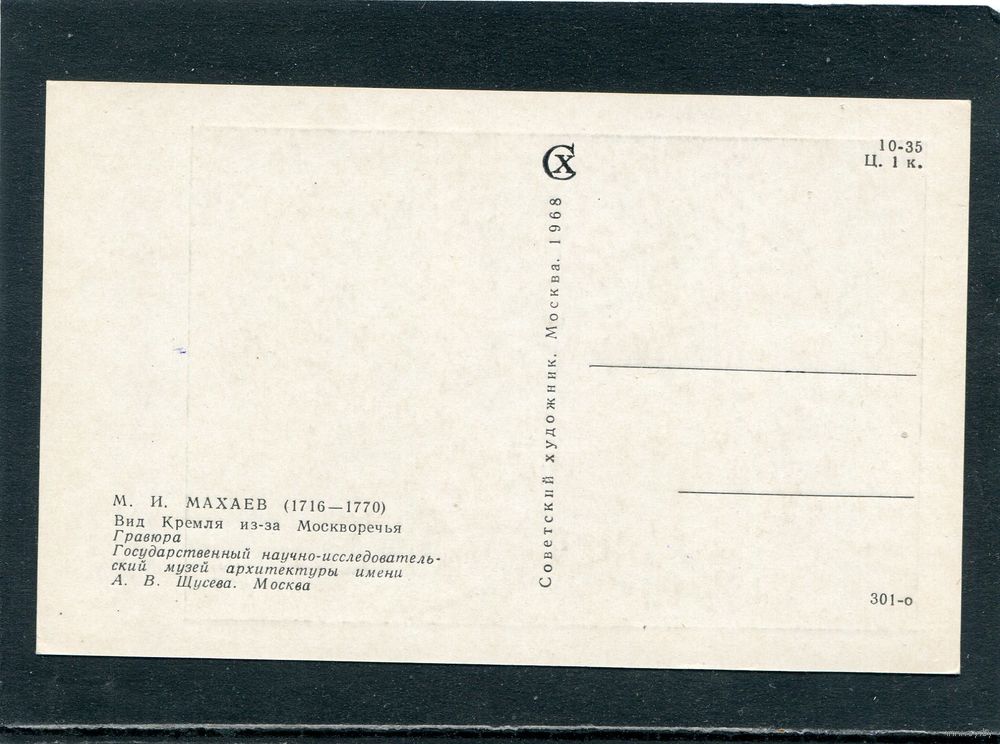 М. И. МАХАЕВ (1716—1770)
Вид Кремля из-за Москворечья
Гравюра
Государственный научно-исследователь-
ский музей архитектуры имени
А. В. Щусева. Москва
СХ
Советский художник. Москва. 1968
10-35
Ц. 1 к.
301-о